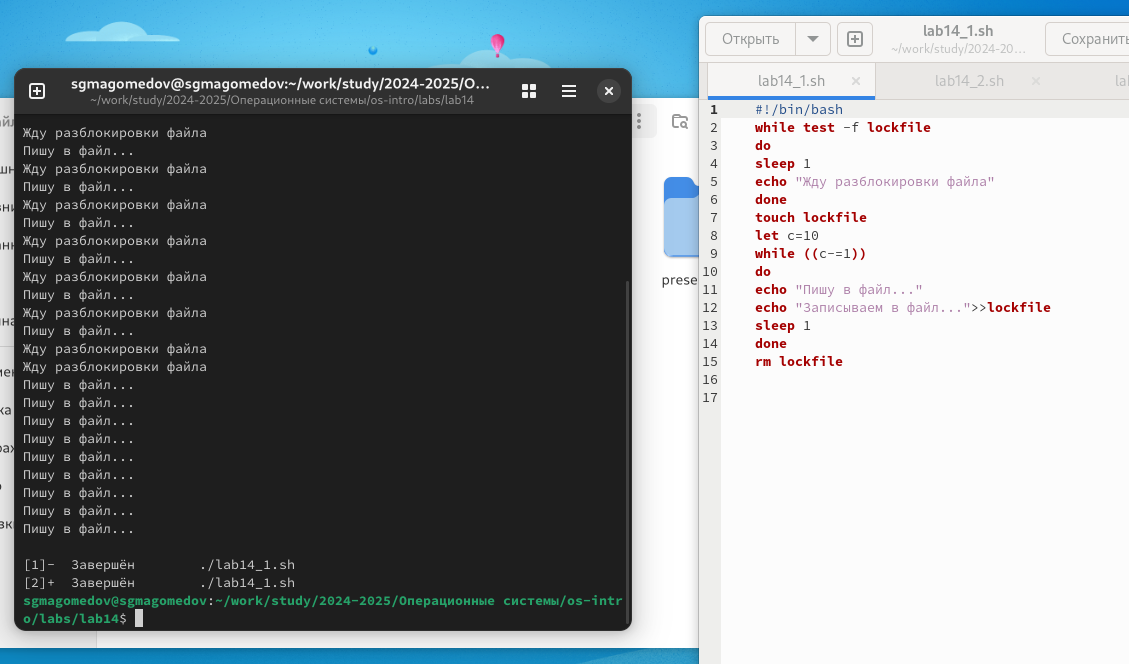 sgmagomedov@sgmagomedov:~/work/study/2024-2025/О...
~/work/study/2024-2025/Операционные системы/os-intro/labs/lab14
Жду разблокировки файла
Пишу в файл...
Жду разблокировки файла
Пишу в файл...
Жду разблокировки файла
Пишу в файл...
Жду разблокировки файла
Пишу в файл...
Жду разблокировки файла
Пишу в файл...
Жду разблокировки файла
Пишу в файл...
Жду разблокировки файла
Жду разблокировки файла
Пишу в файл...
Пишу в файл...
Пишу в файл...
Пишу в файл...
Пишу в файл...
Пишу в файл...
Пишу в файл...
Пишу в файл...
Пишу в файл...
[1]-  Завершён        ./lab14_1.sh
[2]+  Завершён        ./lab14_1.sh
sgmagomedov@sgmagomedov:~/work/study/2024-2025/Операционные системы/os-intr
o/labs/lab14$
prese
Открыть
lab14_1.sh
~/work/study/2024-20...
Сохранить
lab14_1.sh ×
lab14_2.sh ×
1 #!/bin/bash
2 while test -f lockfile
3 do
4 sleep 1
5 echo "Жду разблокировки файла"
6 done
7 touch lockfile
8 let c=10
9 while ((c-=1))
10 do
11 echo "Пишу в файл..."
12 echo "Записываем в файл...">>lockfile
13 sleep 1
14 done
15 rm lockfile
16
17